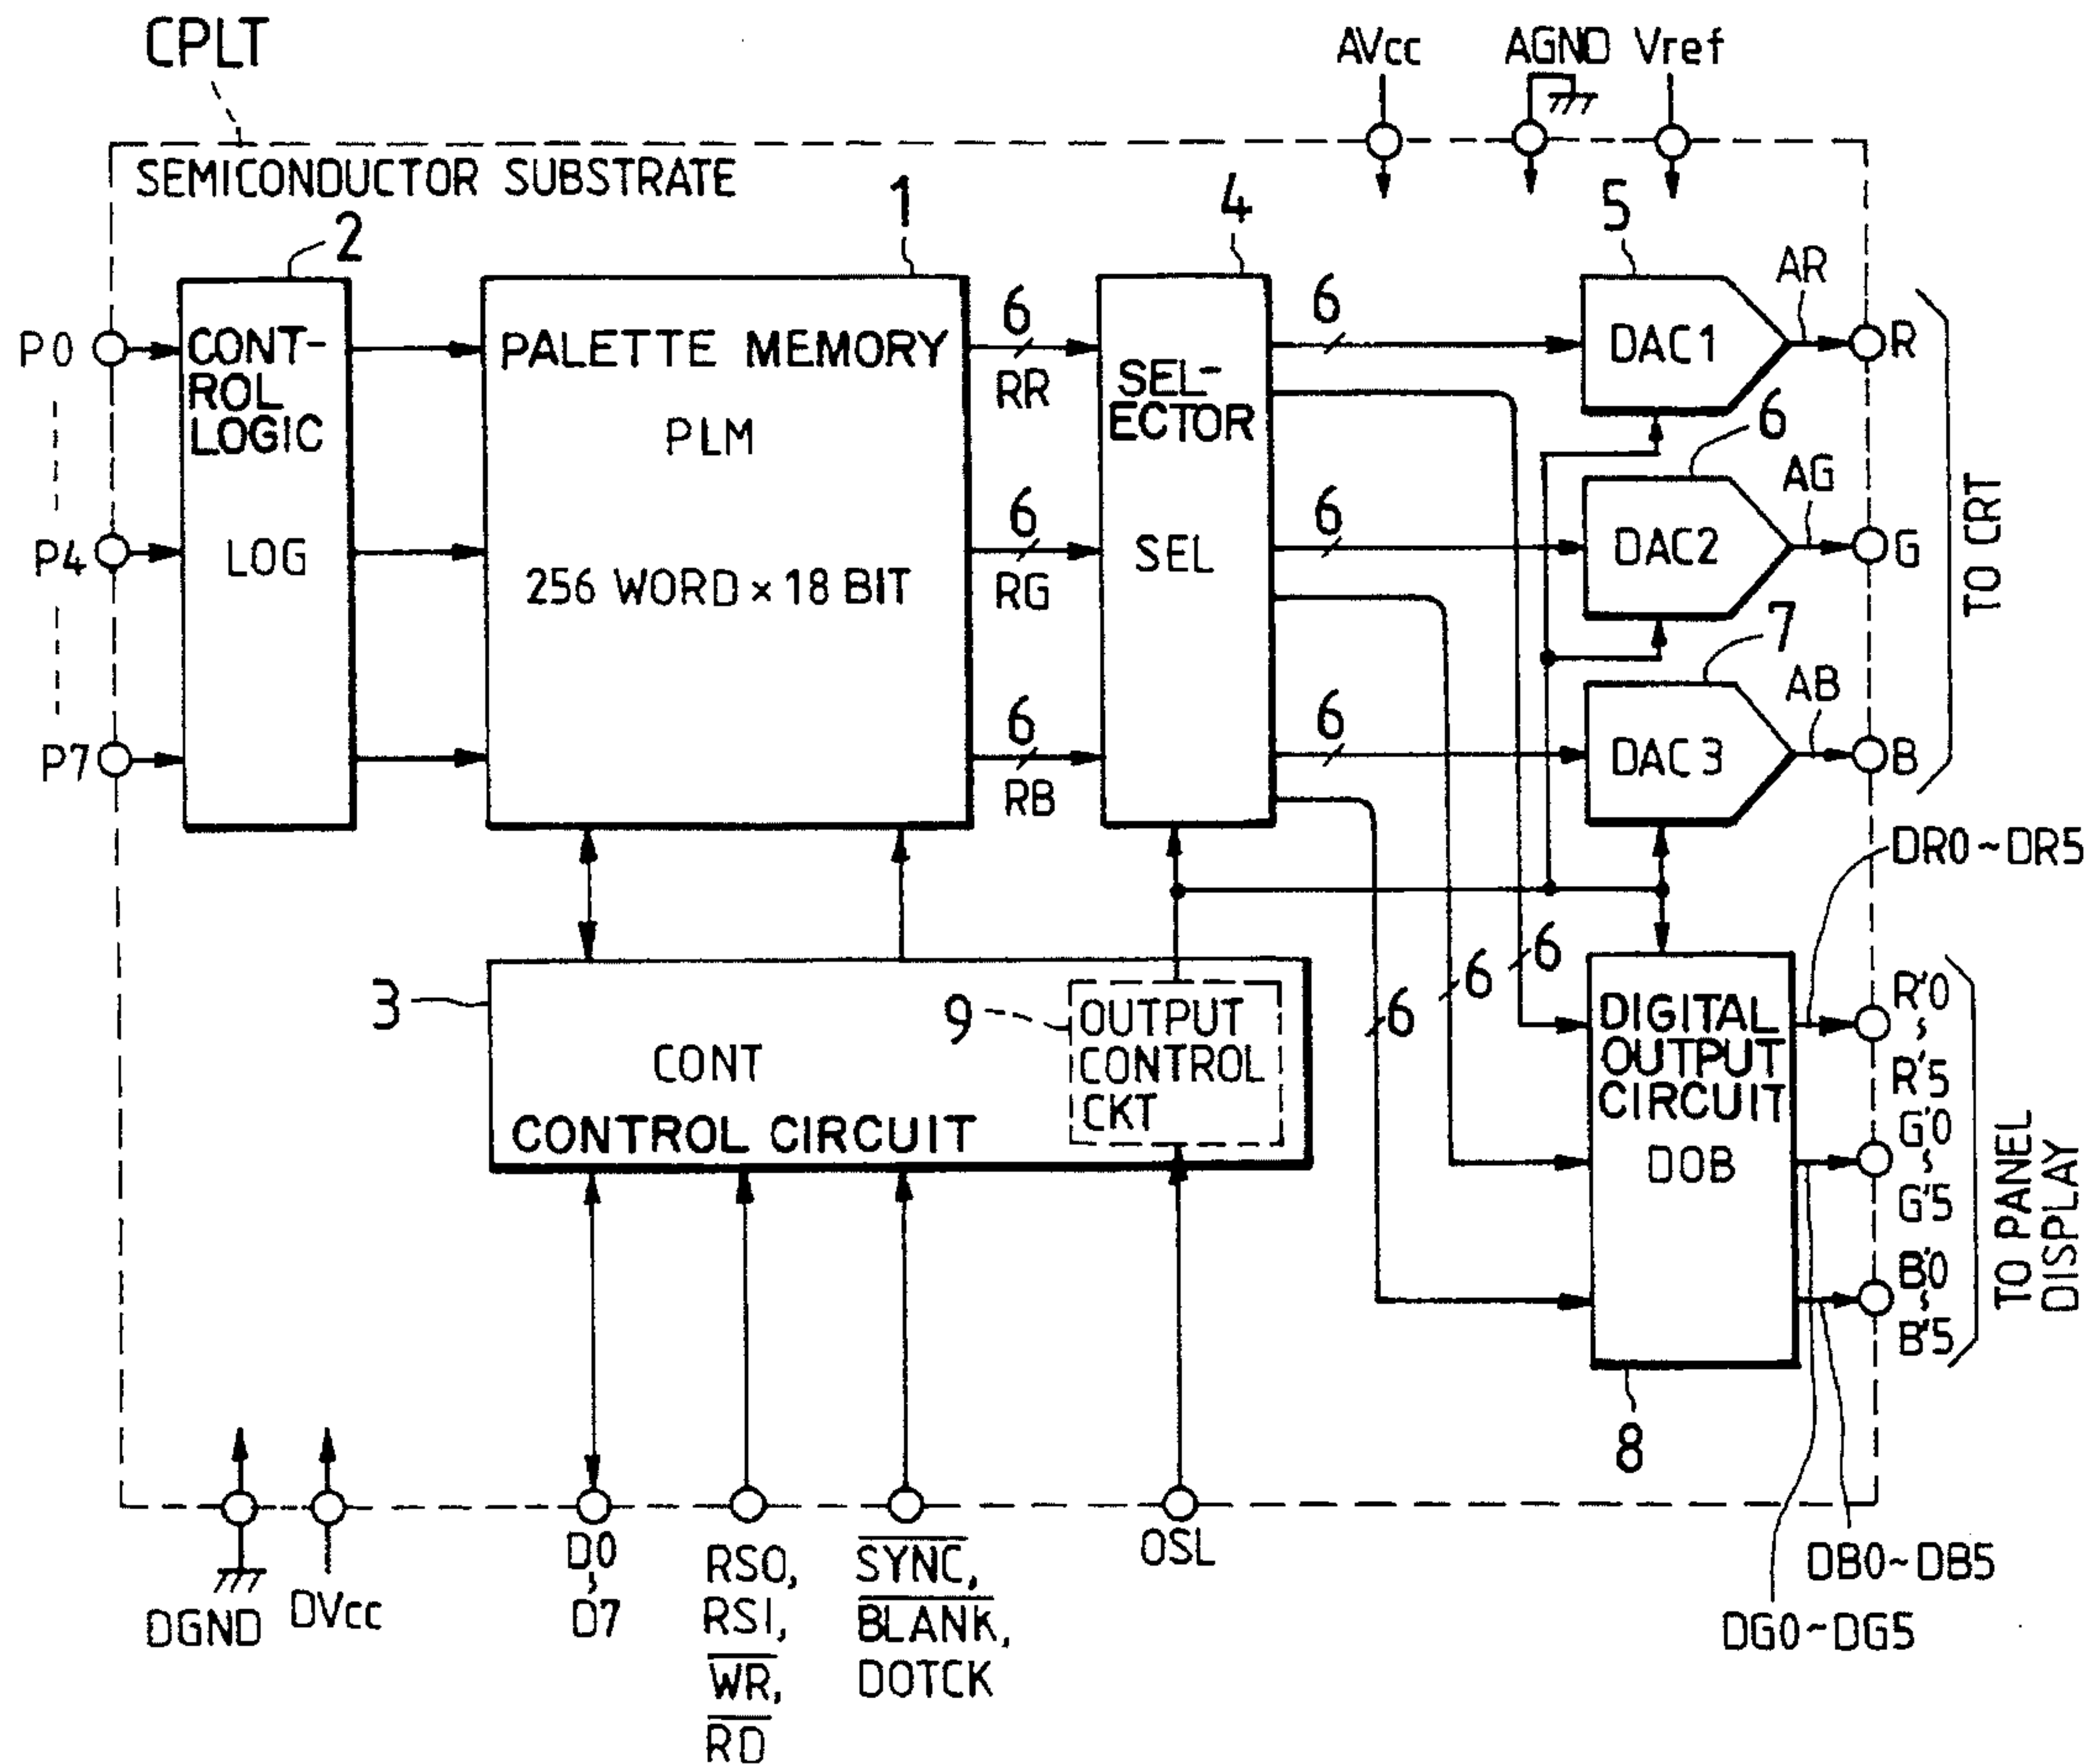 CPLT
AVcc
AGND
Vref
SEMICONDUCTOR SUBSTRATE
2
1
4
5
P0
P4
P7
CONT-
ROL
LOGIC
LOG
PALETTE MEMORY
PLM
256 WORD × 18 BIT
6
RR
6
RG
6
RB
SEL-
ECTOR
SEL
6
6
6
DAC1
AR
R
6
DAC2
AG
G
7
DAC3
AB
B
TO CRT
DR0~DR5
3
CONT
CONTROL CIRCUIT
9
OUTPUT
CONTROL
CKT
6
6
6
DIGITAL
OUTPUT
CIRCUIT
DOB
R'0
~
R'5
G'0
~
G'5
B'0
~
B'5
TO PANEL
DISPLAY
8
DGND
DVcc
D0
~
D7
RS0,
RS1,
W̅R̅,
R̅D̅
S̅Y̅N̅C̅,
B̅L̅A̅N̅K̅,
DOTCK
OSL
DB0~DB5
DG0~DG5